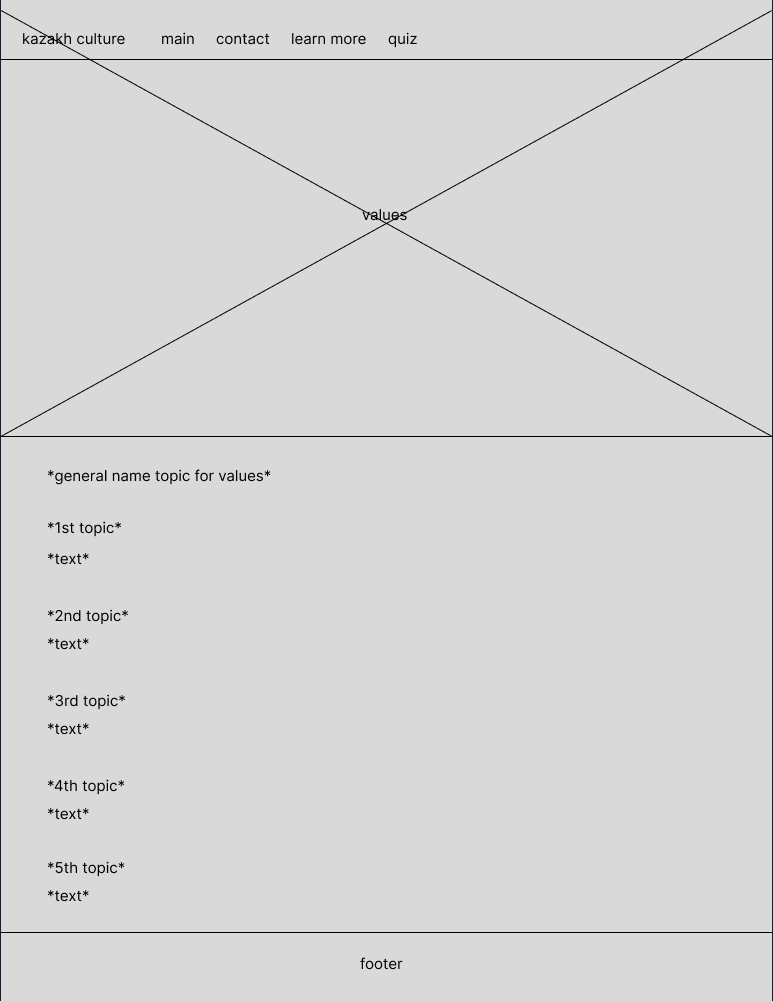 kazakh culture main contact learn more quiz
values
*general name topic for values*
*1st topic*
*text*
*2nd topic*
*text*
*3rd topic*
*text*
*4th topic*
*text*
*5th topic*
*text*
footer